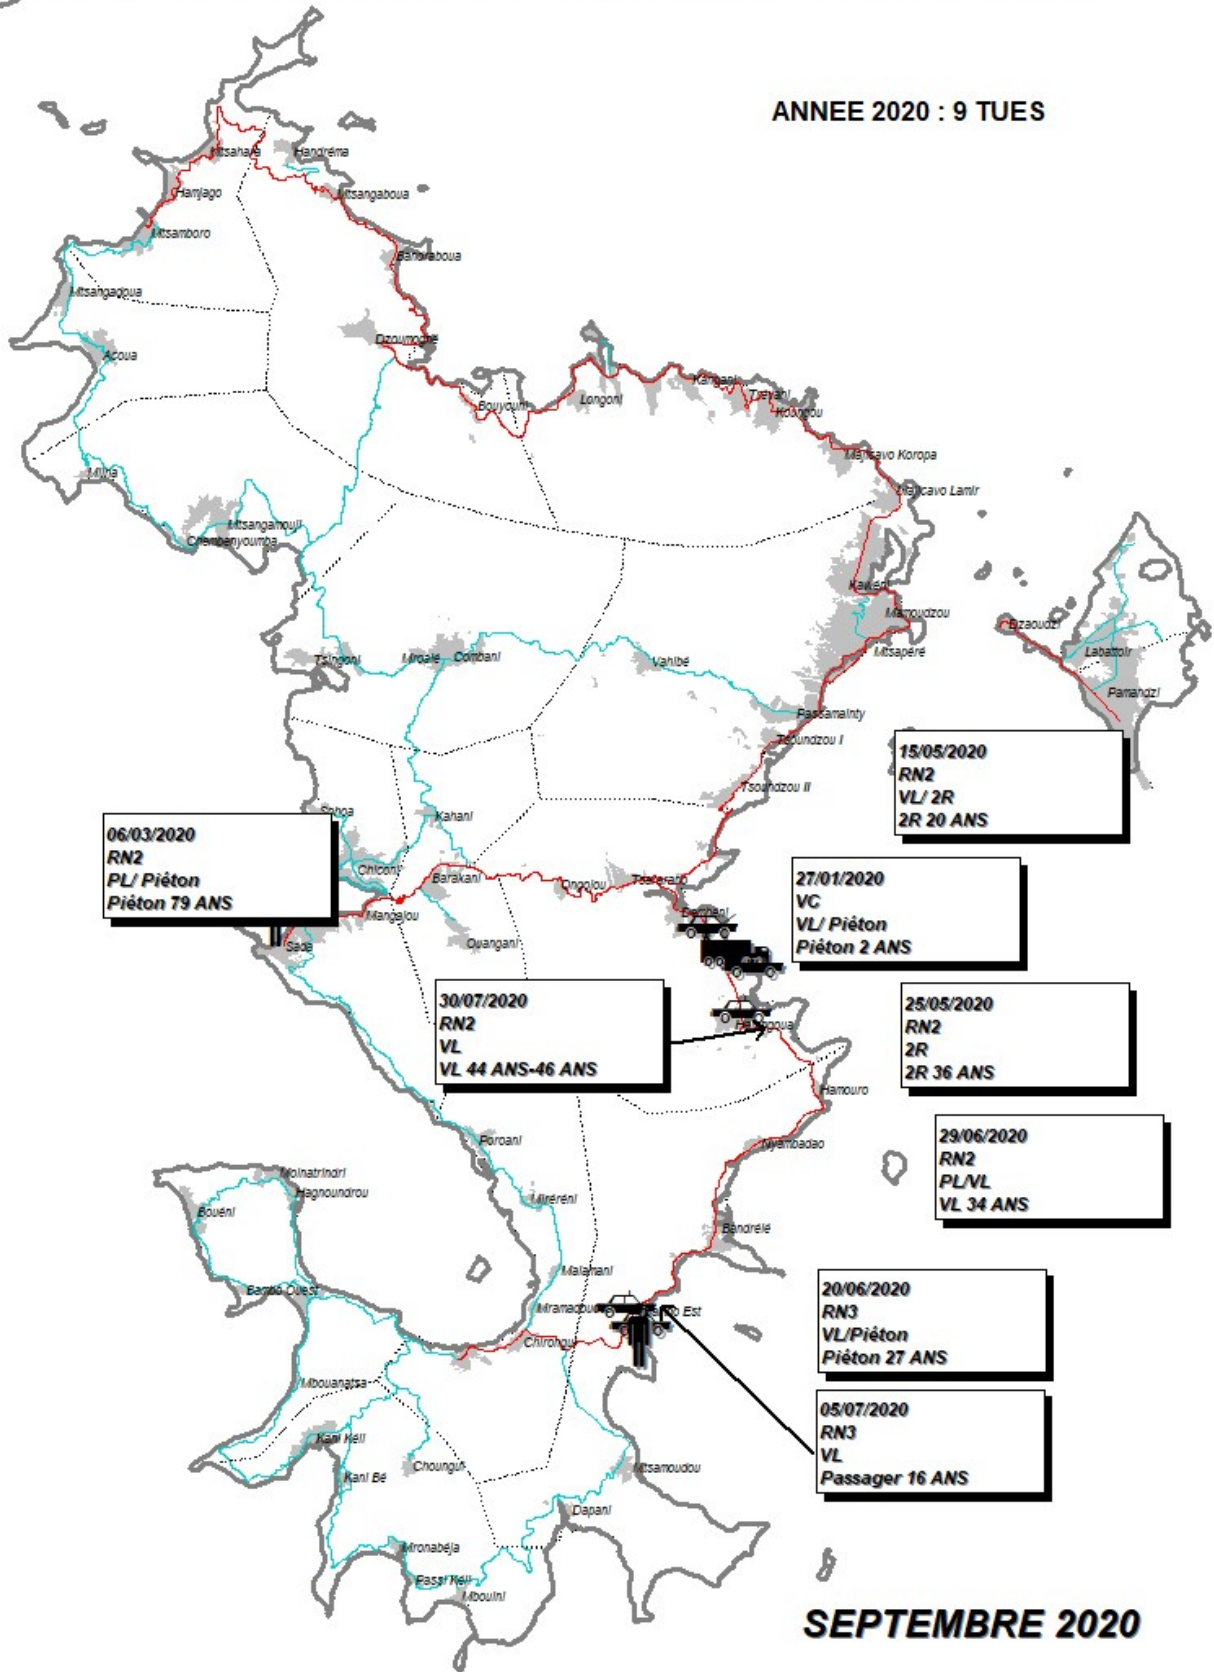 ANNEE 2020 : 9 TUES
Mtsahara
Handréma
Hamjago
Mtsangaboua
Mtsamboro
Bandraboua
Mtsangadoua
Dzoumogné
Acoua
Kangani
Trévani
Longoni
Bouyouni
Koungou
Majicavo Koropa
Majicavo Lamir
Mtsangamouji
Chembenyoumba
Kawéni
Mamoudzou
Dzaoudzi
Mtsapéré
Labattoir
Tsingoni
Mroalé
Combani
Vahibé
Pamandzi
Passamainty
Tsoundzou I
Tsoundzou II
15/05/2020
RN2
VL/ 2R
2R 20 ANS
Sohoa
Kahani
06/03/2020
RN2
PL/ Piéton
Piéton 79 ANS
Chiconi
Barakani
Ongojou
Tsararano
27/01/2020
VC
VL/ Piéton
Piéton 2 ANS
Mangajou
Dembéni
Sada
Ouangani
30/07/2020
RN2
VL
VL 44 ANS-46 ANS
25/05/2020
RN2
2R
2R 36 ANS
Hamouro
29/06/2020
RN2
PL/VL
VL 34 ANS
Poroani
Nyambadao
Moinatrindri
Hagnoundrou
Miréréni
Bouéni
Bandrélé
Malamani
20/06/2020
RN3
VL/Piéton
Piéton 27 ANS
Bambo Ouest
Est
Chirongui
Mbouanatsa
05/07/2020
RN3
VL
Passager 16 ANS
Kani Kéli
Choungui
Kani Bé
Mtsamoudou
Dapani
Mronabéja
Passi Kéli
Mbouini
SEPTEMBRE 2020